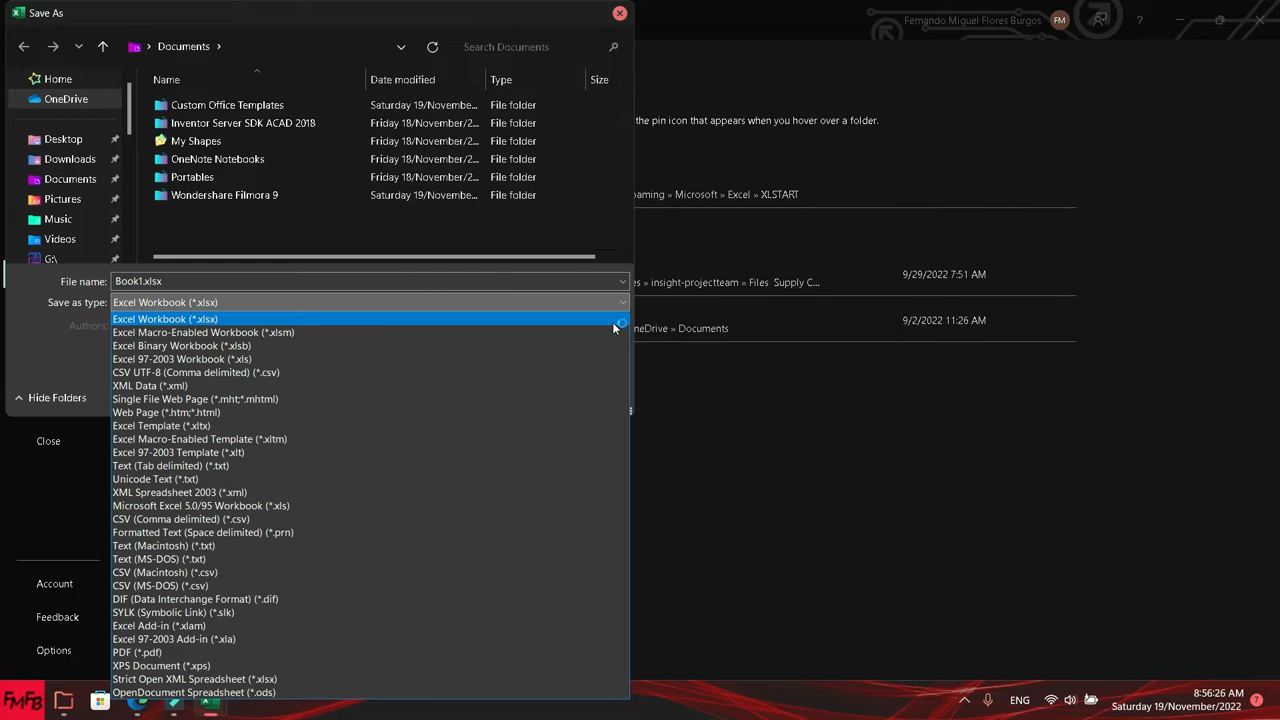 Save As
Fernando Miguel Flores Burgos
FM
Documents
Search Documents
Home
OneDrive
Desktop
Downloads
Documents
Pictures
Music
Videos
G:\
Name
Date modified
Type
Size
Custom Office Templates
Saturday 19/Novembe...
File folder
Inventor Server SDK ACAD 2018
Friday 18/November/2...
File folder
My Shapes
Friday 18/November/2...
File folder
OneNote Notebooks
Friday 18/November/2...
File folder
Portables
Friday 18/November/2...
File folder
Wondershare Filmora 9
Saturday 19/Novembe...
File folder
the pin icon that appears when you hover over a folder.
oaming » Microsoft » Excel » XLSTART
es » insight-projectteam » Files Supply C...
9/29/2022 7:51 AM
neDrive » Documents
9/2/2022 11:26 AM
File name:
Book1.xlsx
Save as type:
Excel Workbook (*.xlsx)
Authors:
Hide Folders
Excel Workbook (*.xlsx)
Excel Macro-Enabled Workbook (*.xlsm)
Excel Binary Workbook (*.xlsb)
Excel 97-2003 Workbook (*.xls)
CSV UTF-8 (Comma delimited) (*.csv)
XML Data (*.xml)
Single File Web Page (*.mht;*.mhtml)
Web Page (*.htm;*.html)
Excel Template (*.xltx)
Excel Macro-Enabled Template (*.xltm)
Excel 97-2003 Template (*.xlt)
Text (Tab delimited) (*.txt)
Unicode Text (*.txt)
XML Spreadsheet 2003 (*.xml)
Microsoft Excel 5.0/95 Workbook (*.xls)
CSV (Comma delimited) (*.csv)
Formatted Text (Space delimited) (*.prn)
Text (Macintosh) (*.txt)
Text (MS-DOS) (*.txt)
CSV (Macintosh) (*.csv)
CSV (MS-DOS) (*.csv)
DIF (Data Interchange Format) (*.dif)
SYLK (Symbolic Link) (*.slk)
Excel Add-in (*.xlam)
Excel 97-2003 Add-in (*.xla)
PDF (*.pdf)
XPS Document (*.xps)
Strict Open XML Spreadsheet (*.xlsx)
OpenDocument Spreadsheet (*.ods)
Close
Account
Feedback
Options
FMFB
ENG
8:56:26 AM
Saturday 19/November/2022
7